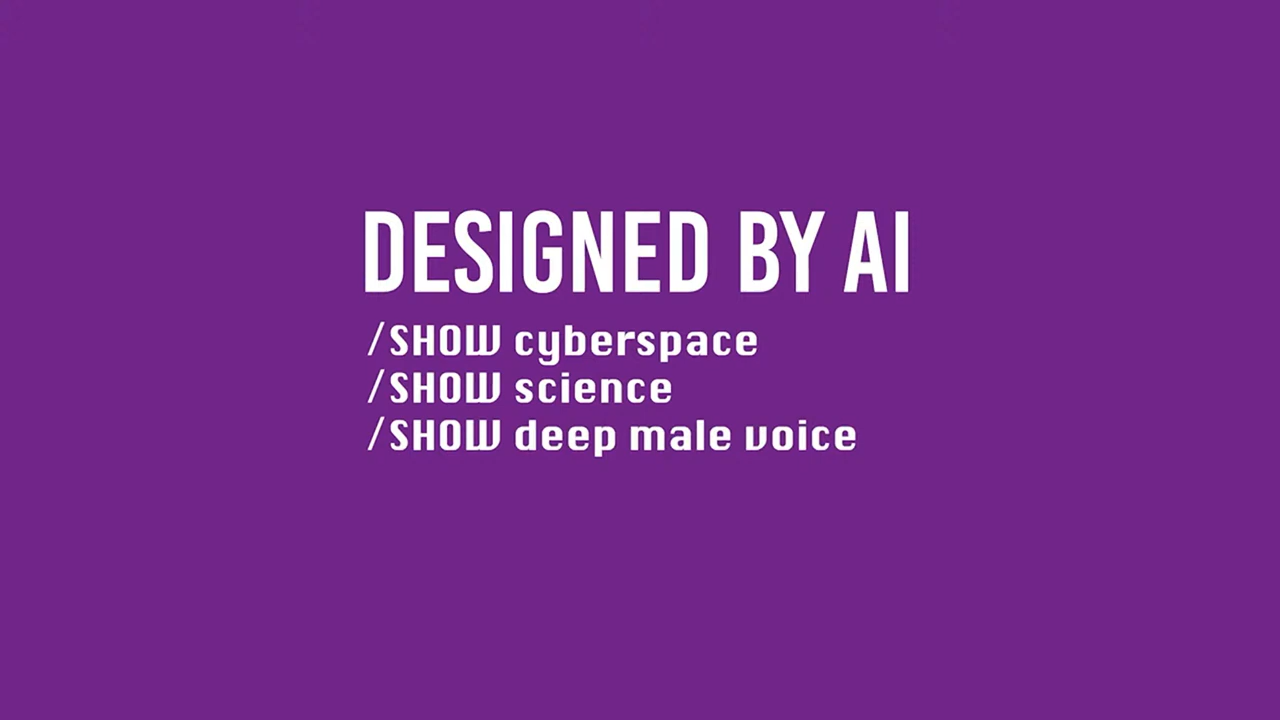 DESIGNED BY AI
/SHOW cyberspace
/SHOW science
/SHOW deep male voice